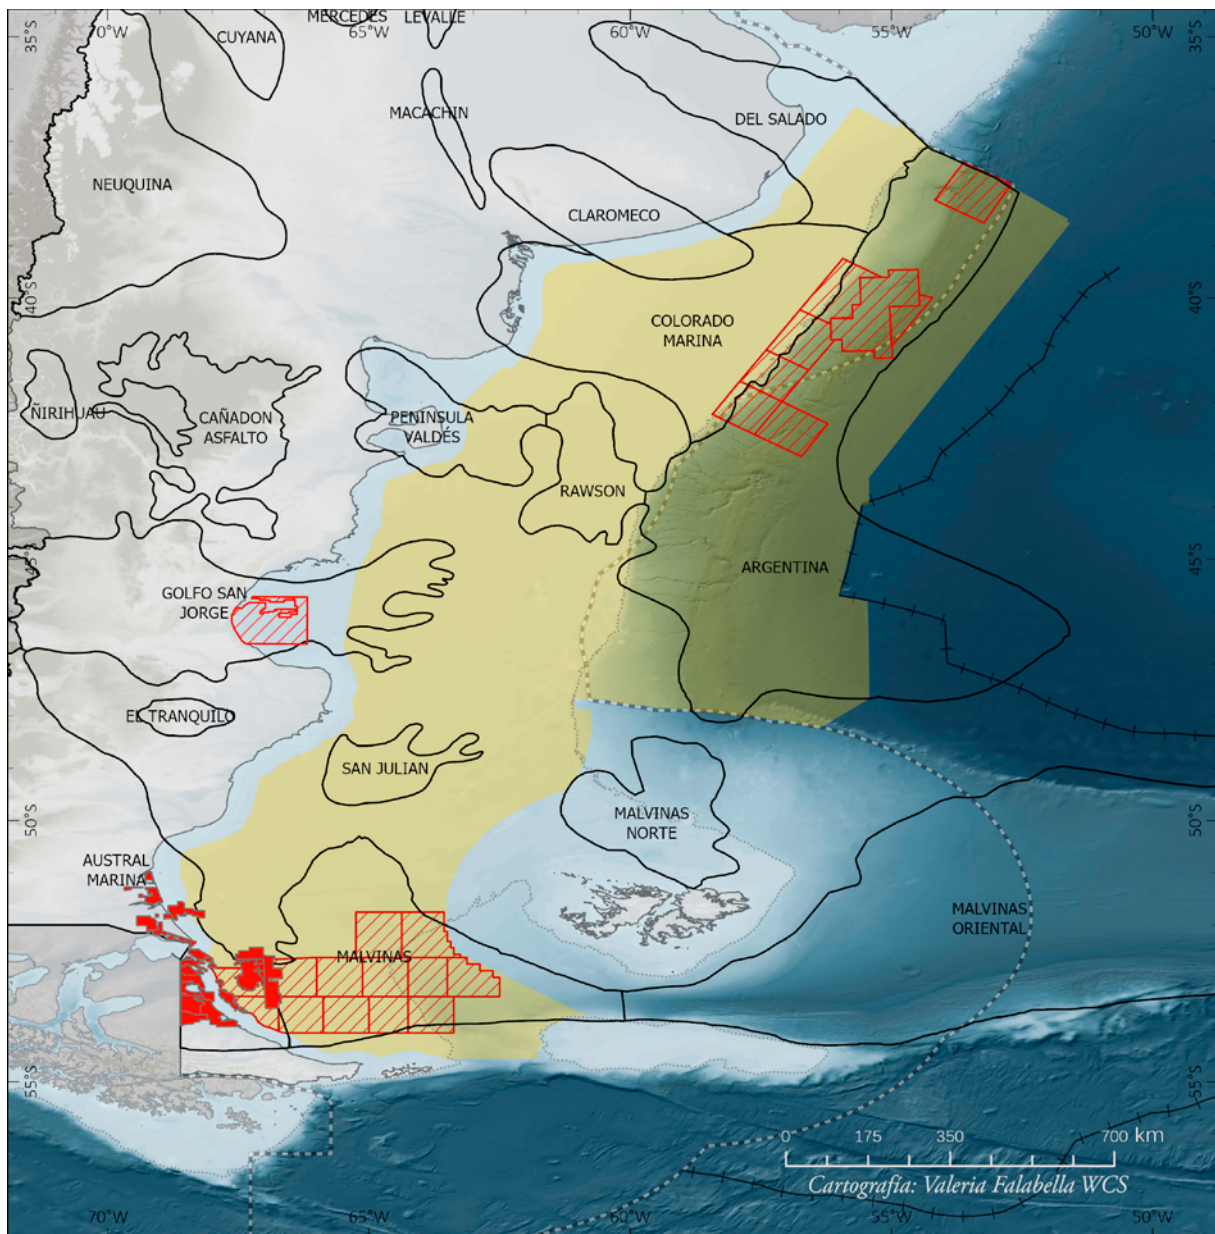 MERCEDES
LEVALLE
70°W
65°W
60°W
55°W
50°W
35°S
35°S
CUYANA
MACACHIN
DEL SALADO
NEUQUINA
CLAROMECO
40°S
40°S
COLORADO
MARINA
ÑIRIHUAU
CAÑADON
ASFALTO
PENÍNSULA
VALDÉS
RAWSON
45°S
45°S
ARGENTINA
GOLFO SAN
JORGE
EL TRANQUILO
SAN JULIAN
MALVINAS
NORTE
50°S
50°S
AUSTRAL
MARINA
MALVINAS
ORIENTAL
MALVINAS
55°S
55°S
0 175 350 700 km
Cartografía: Valeria Falabella WCS
70°W
65°W
60°W
55°W
50°W